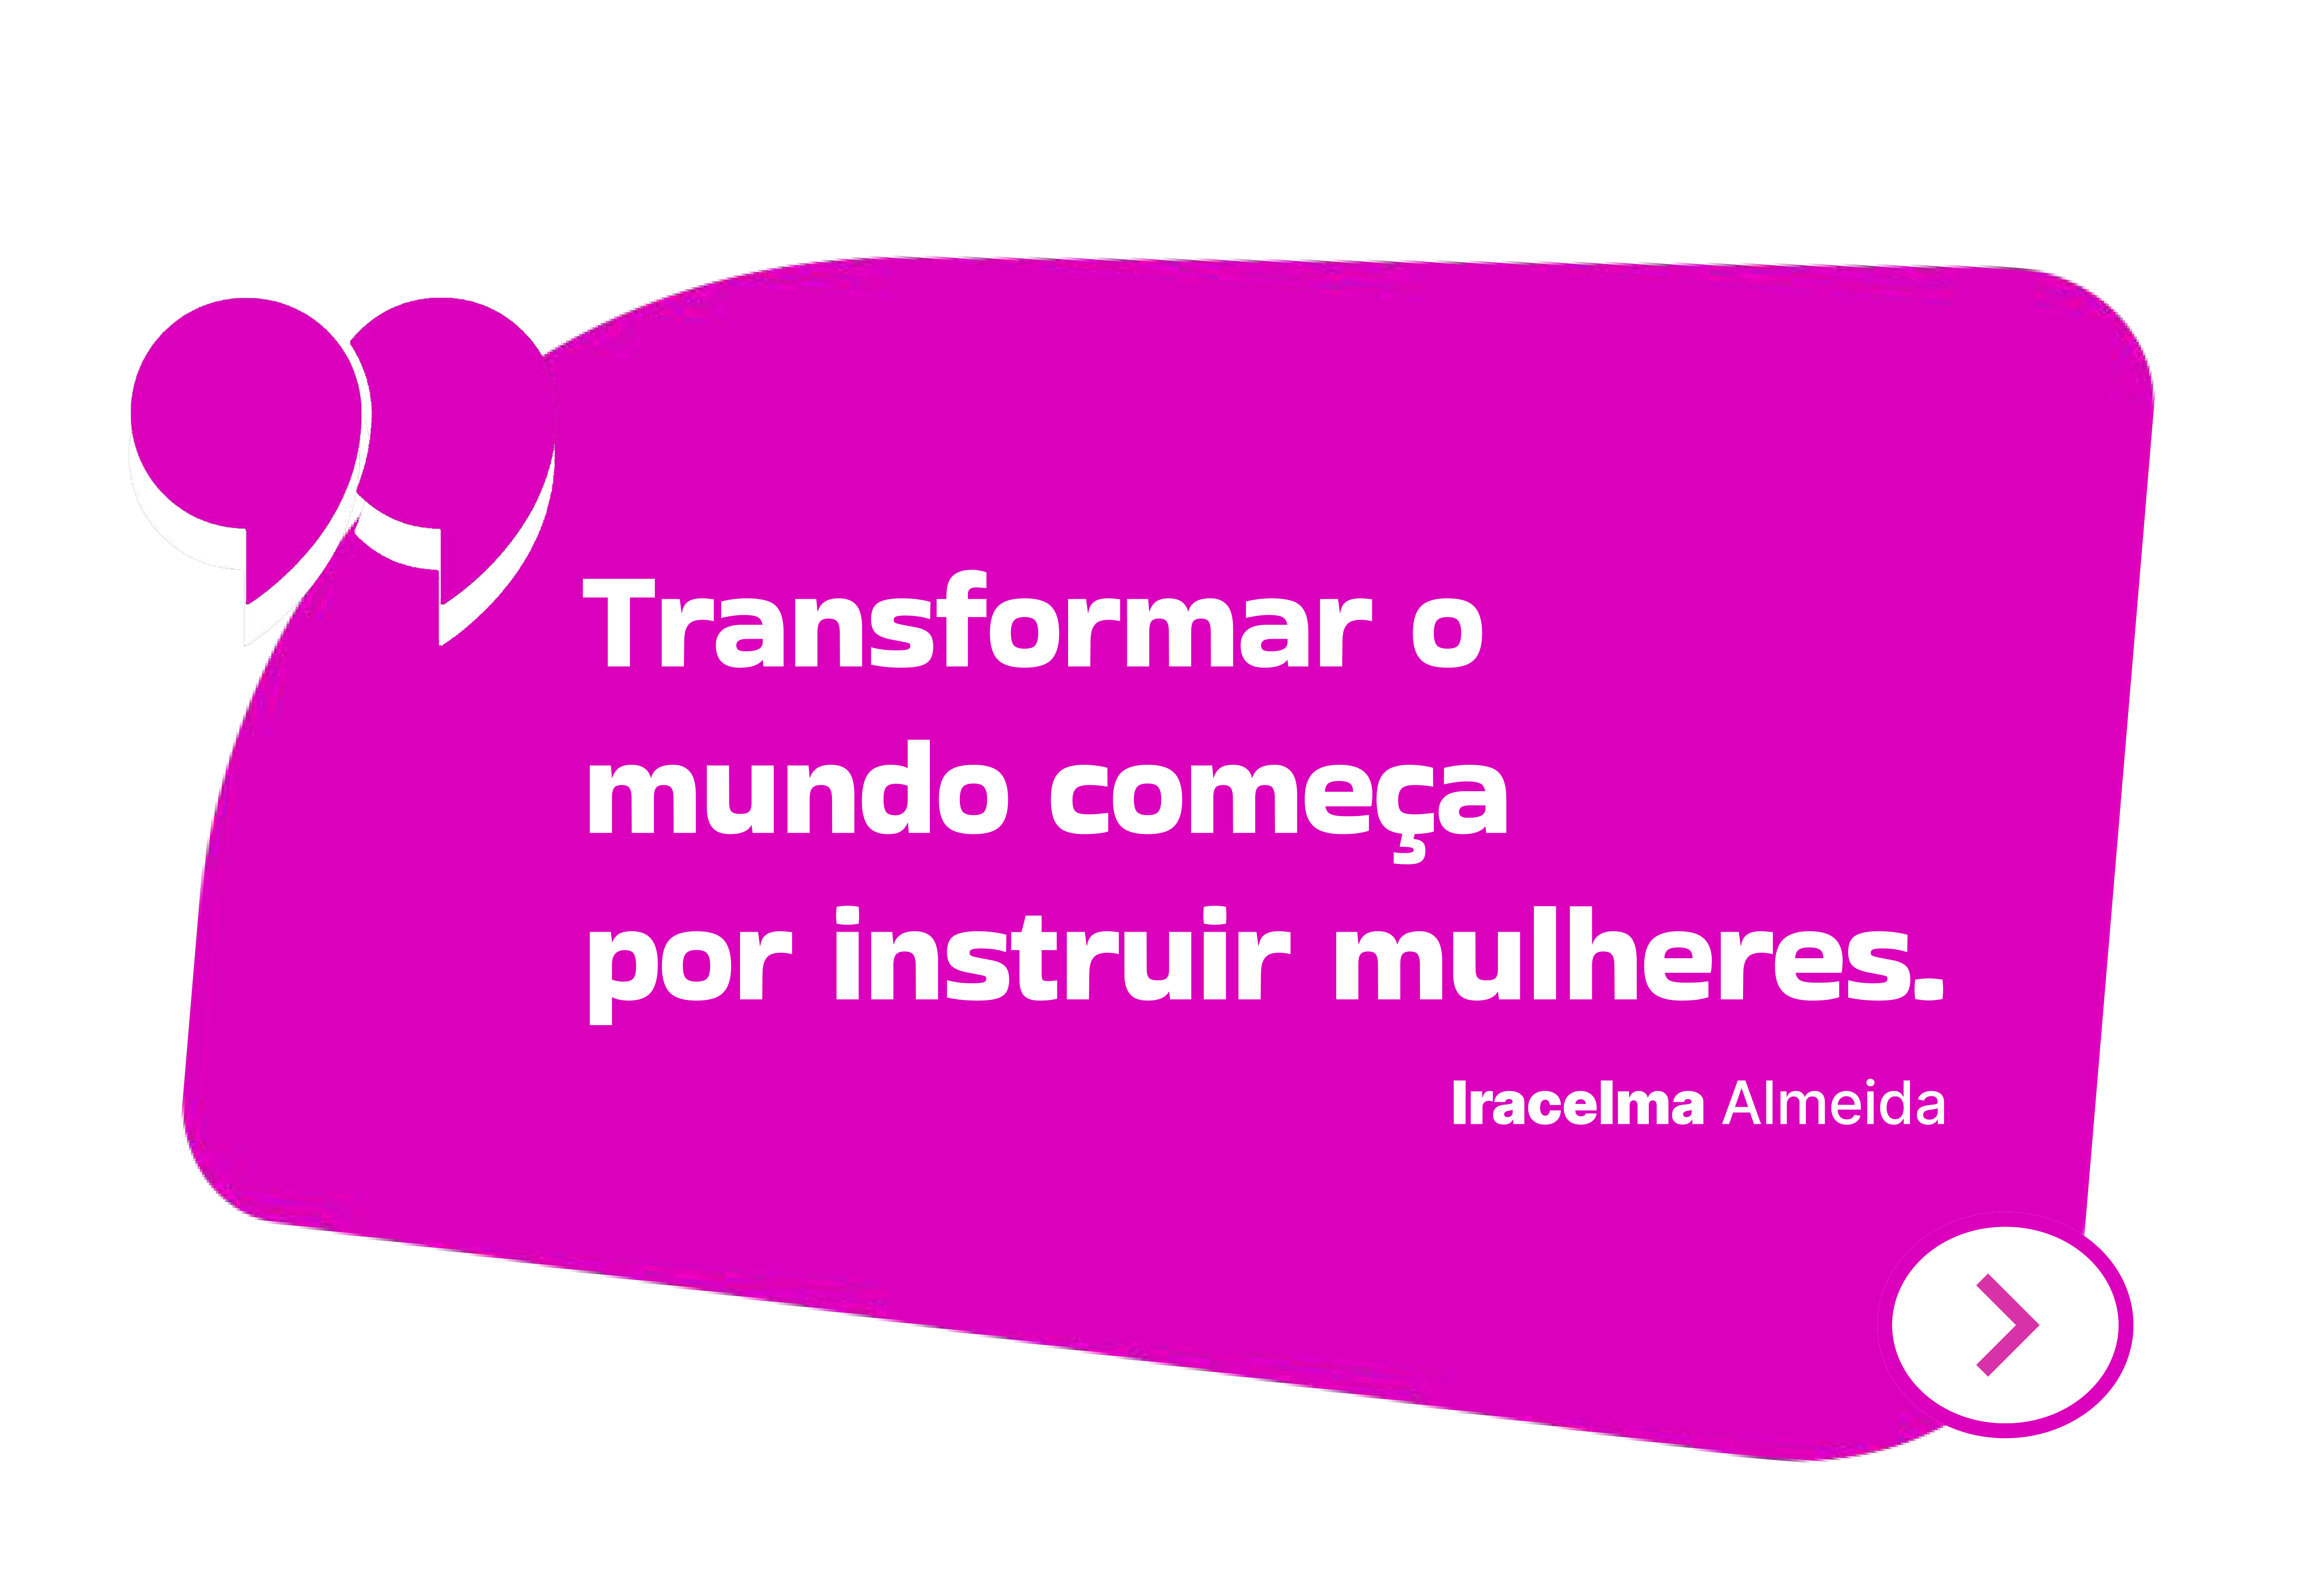 Transformar o
mundo começa
por instruir mulheres.
Iracelma Almeida